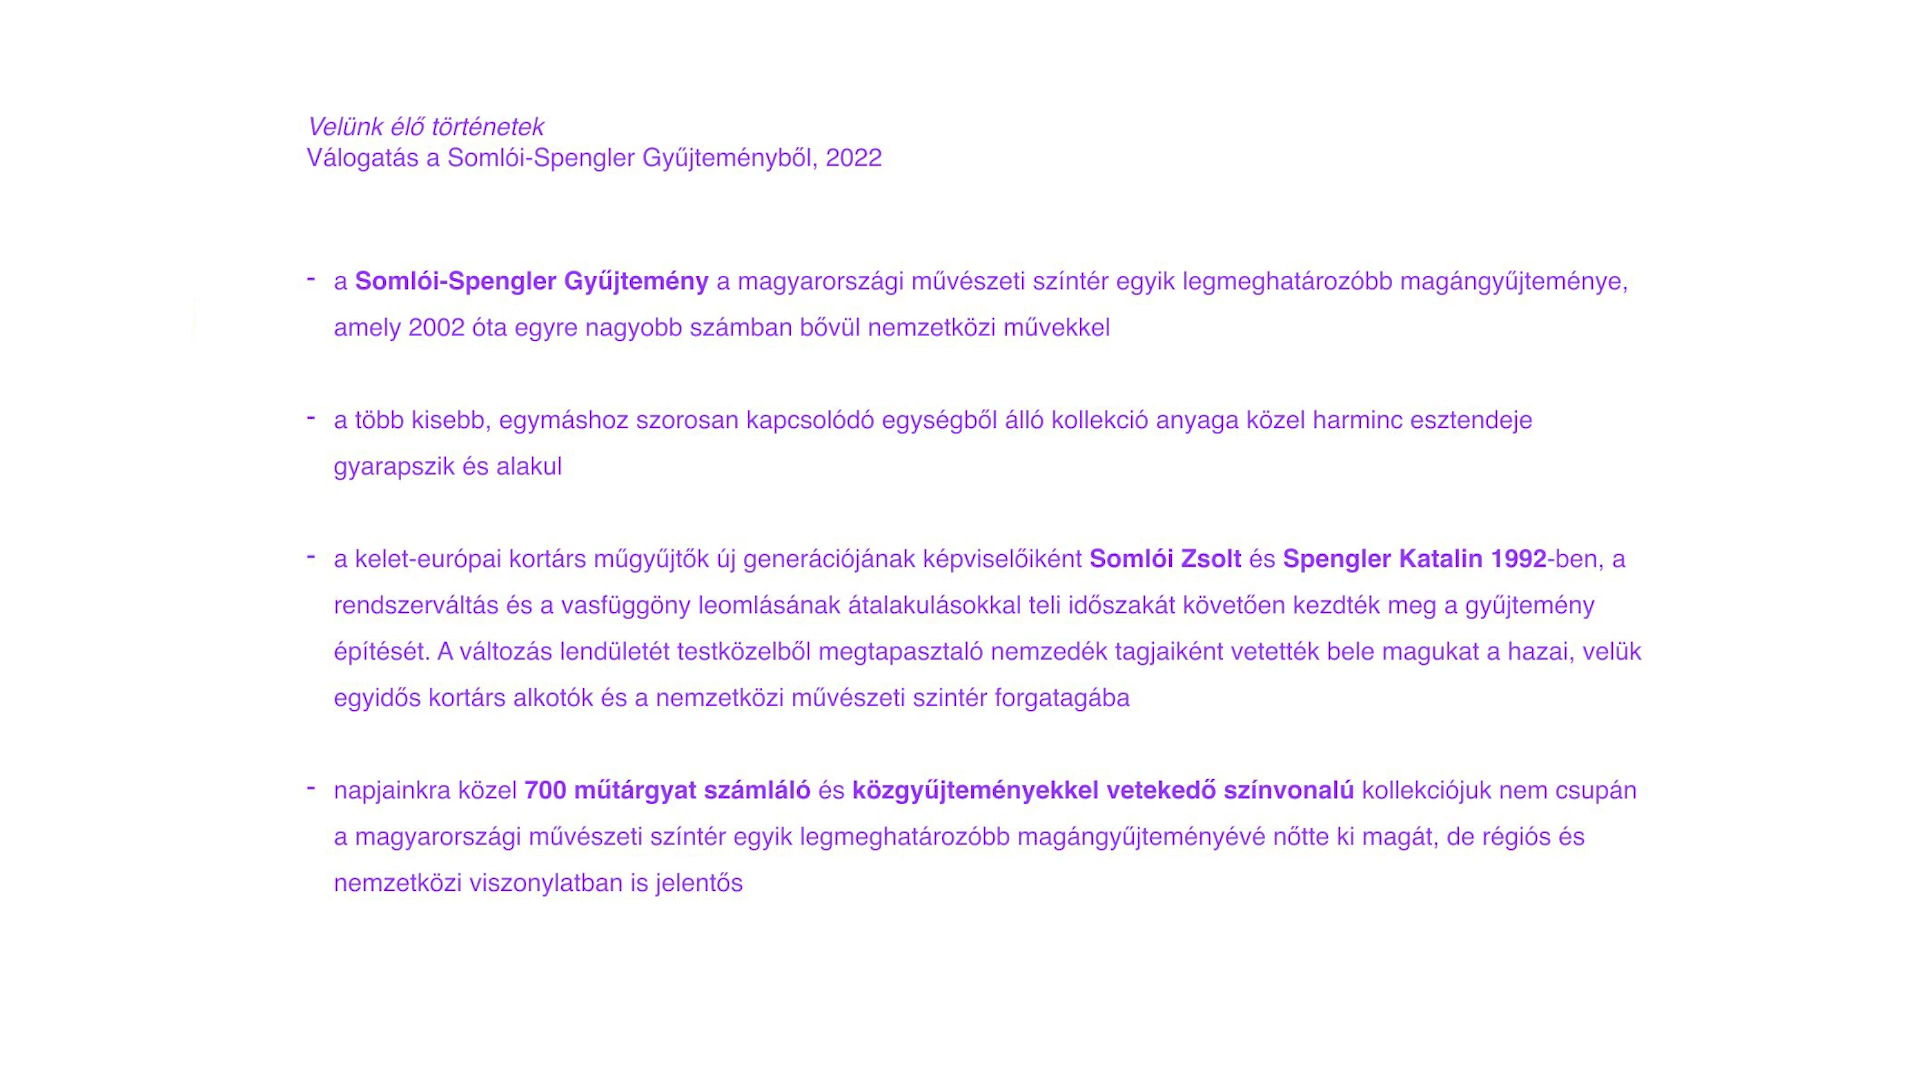 Velünk élő történetek
Válogatás a Somlói-Spengler Gyűjteményből, 2022
- a Somlói-Spengler Gyűjtemény a magyarországi művészeti színtér egyik legmeghatározóbb magángyűjteménye,
amely 2002 óta egyre nagyobb számban bővül nemzetközi művekkel
- a több kisebb, egymáshoz szorosan kapcsolódó egységből álló kollekció anyaga közel harminc esztendeje
gyarapszik és alakul
- a kelet-európai kortárs műgyűjtők új generációjának képviselőiként Somlói Zsolt és Spengler Katalin 1992-ben, a
rendszerváltás és a vasfüggöny leomlásának átalakulásokkal teli időszakát követően kezdték meg a gyűjtemény
építését. A változás lendületét testközelből megtapasztaló nemzedék tagjaiként vetették bele magukat a hazai, velük
egyidős kortárs alkotók és a nemzetközi művészeti szintér forgatagába
- napjainkra közel 700 műtárgyat számláló és közgyűjteményekkel vetekedő színvonalú kollekciójuk nem csupán
a magyarországi művészeti színtér egyik legmeghatározóbb magángyűjteményévé nőtte ki magát, de régiós és
nemzetközi viszonylatban is jelentős